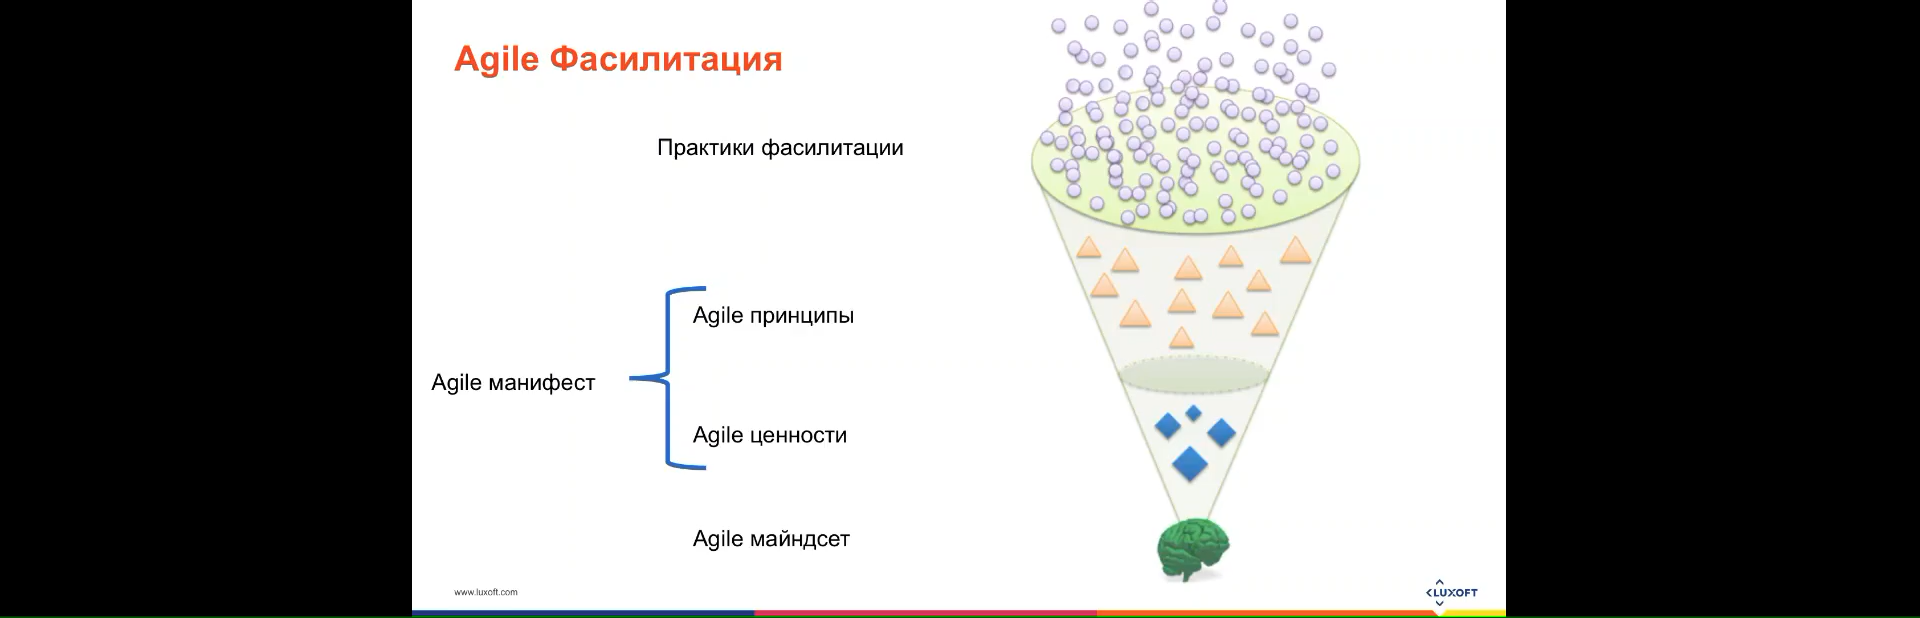 Agile Фасилитация
Практики фасилитации
Agile принципы
Agile манифест
Agile ценности
Agile майндсет
www.luxoft.com
LUXOFT